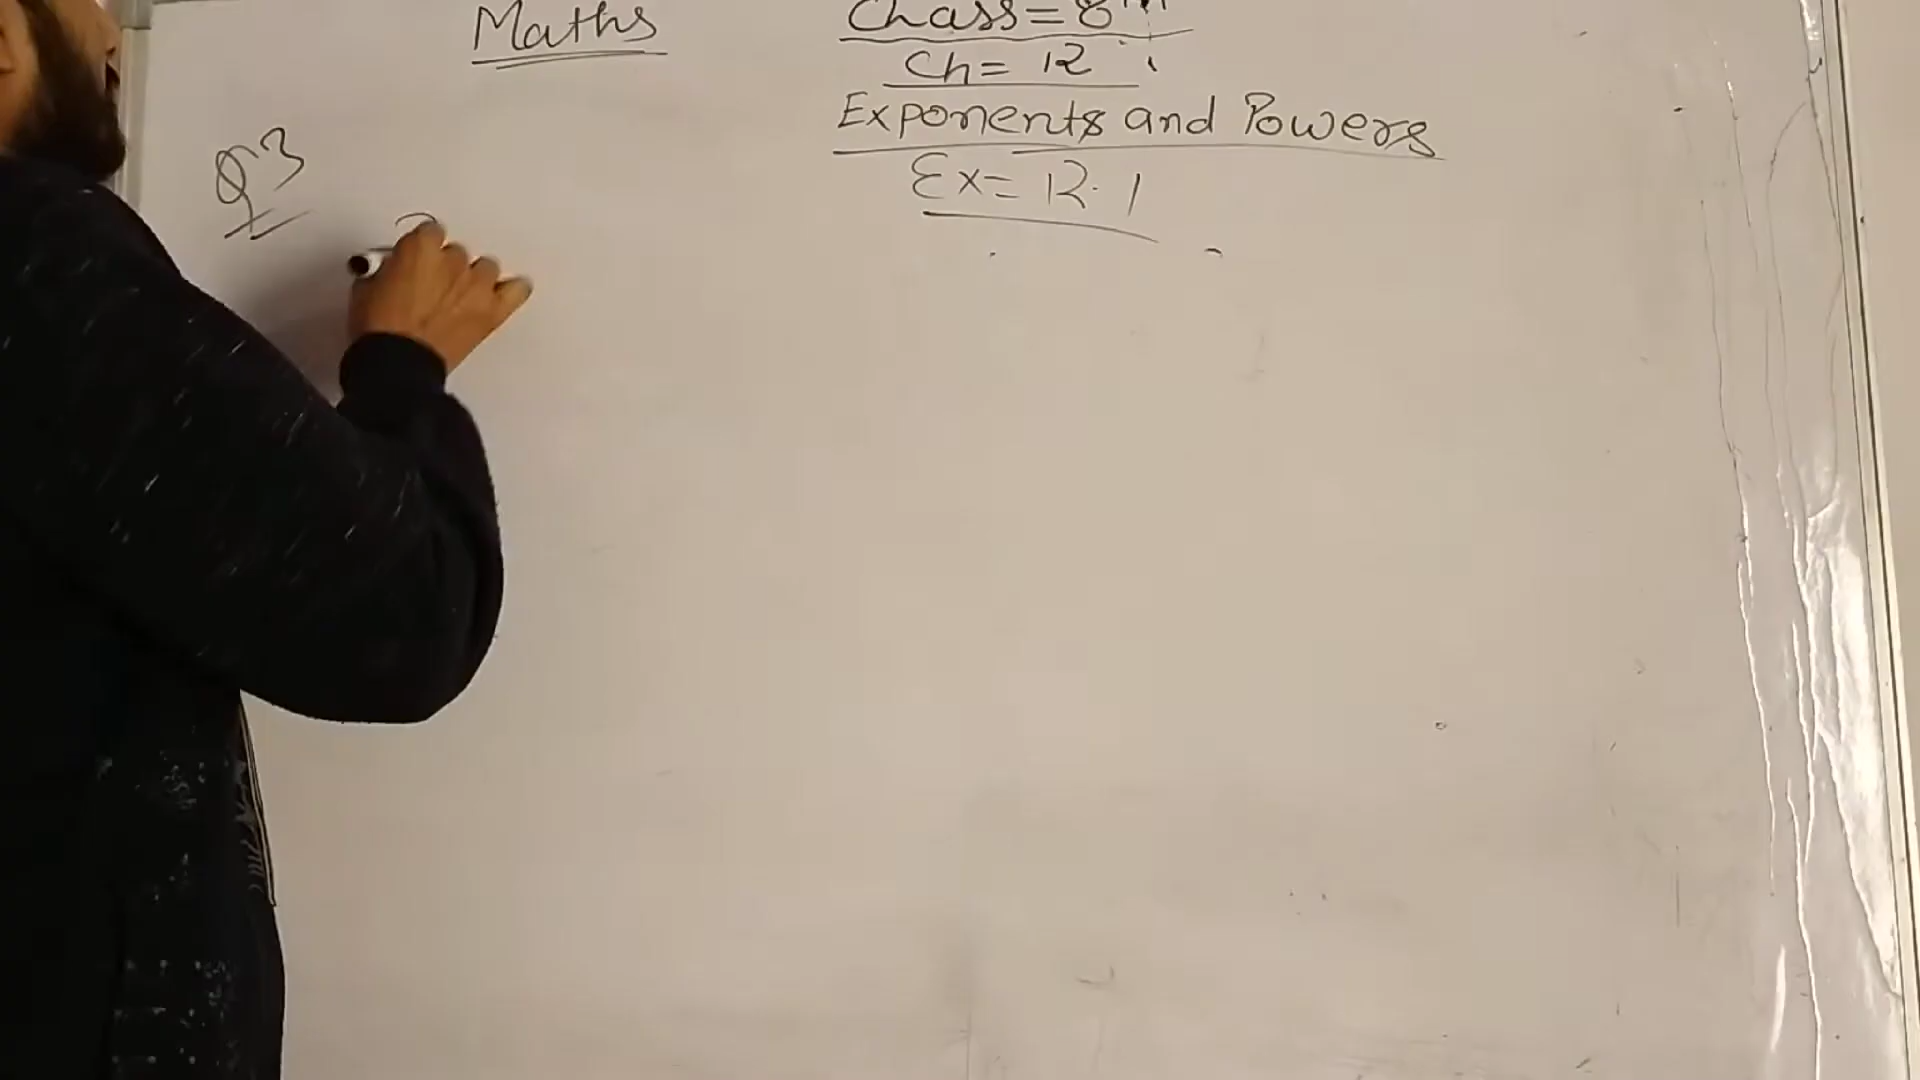 Maths
Class = 8th
Ch = 12
Exponents and Powers
Ex = 12.1
Q3